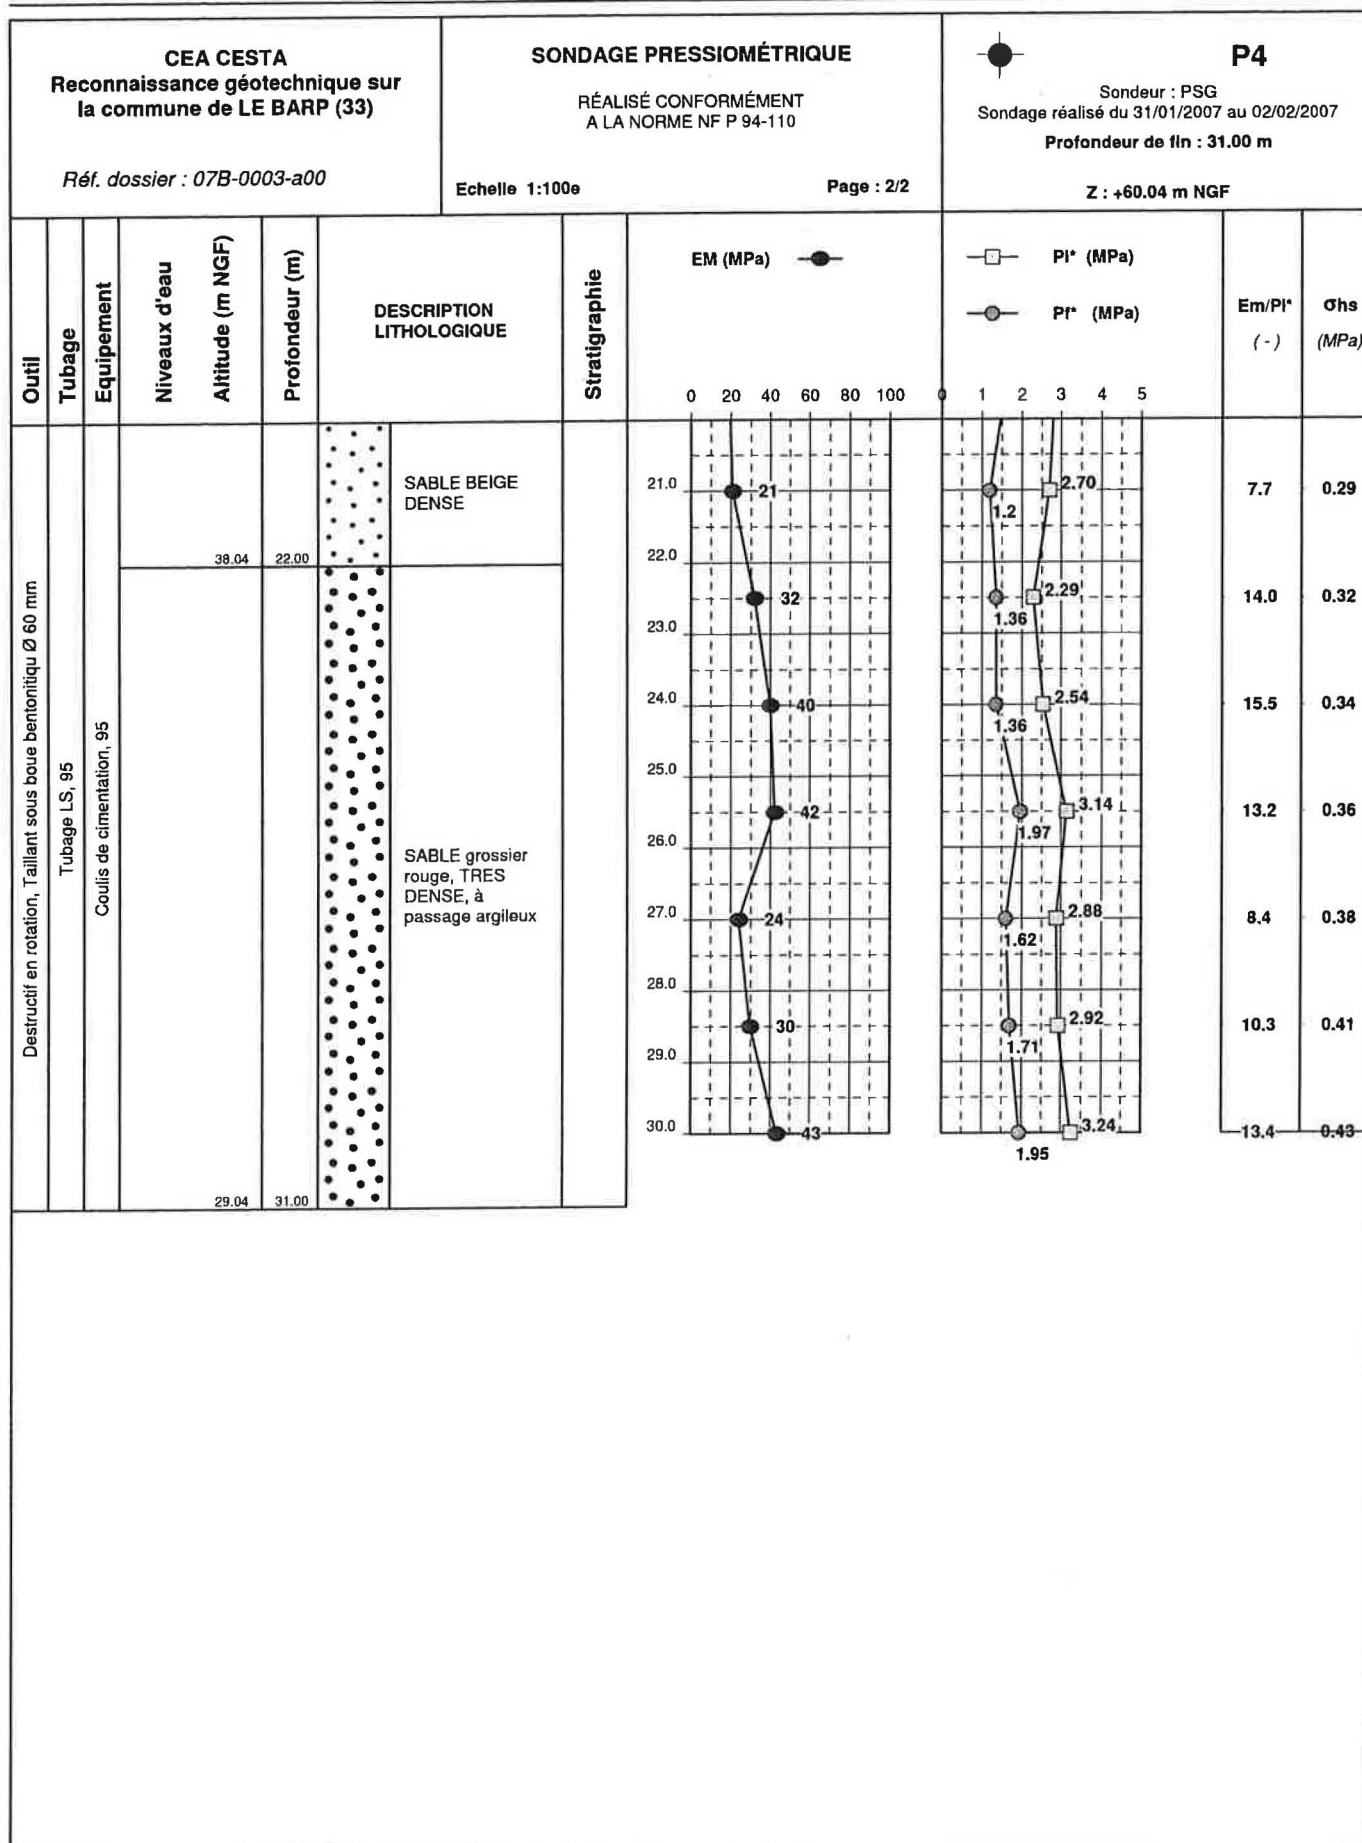 CEA CESTA
Reconnaissance géotechnique sur
la commune de LE BARP (33)
Réf. dossier : 07B-0003-a00
SONDAGE PRESSIOMÉTRIQUE
RÉALISÉ CONFORMÉMENT
A LA NORME NF P 94-110
Echelle 1:100e
Page : 2/2
P4
Sondeur : PSG
Sondage réalisé du 31/01/2007 au 02/02/2007
Profondeur de fin : 31.00 m
Z : +60.04 m NGF
Outil
Tubage
Equipement
Niveaux d'eau
Altitude (m NGF)
Profondeur (m)
DESCRIPTION
LITHOLOGIQUE
Stratigraphie
EM (MPa)
0 20 40 60 80 100
Pl* (MPa)
Pf* (MPa)
0 1 2 3 4 5
Em/Pl*
( - )
σhs
(MPa)
Destructif en rotation, Taillant sous boue bentonitiqu Ø 60 mm
Tubage LS, 95
Coulis de cimentation, 95
SABLE BEIGE
DENSE
38.04 22.00
SABLE grossier
rouge, TRES
DENSE, à
passage argileux
29.04 31.00
21.0 21 2.70 7.7 0.29
1.2
22.0
32 2.29 14.0 0.32
1.36
23.0
24.0 40 2.54 15.5 0.34
1.36
25.0
42 3.14 13.2 0.36
1.97
26.0
27.0 24 2.88 8.4 0.38
1.62
28.0
30 2.92 10.3 0.41
1.71
29.0
30.0 43 3.24 13.4 0.43
1.95